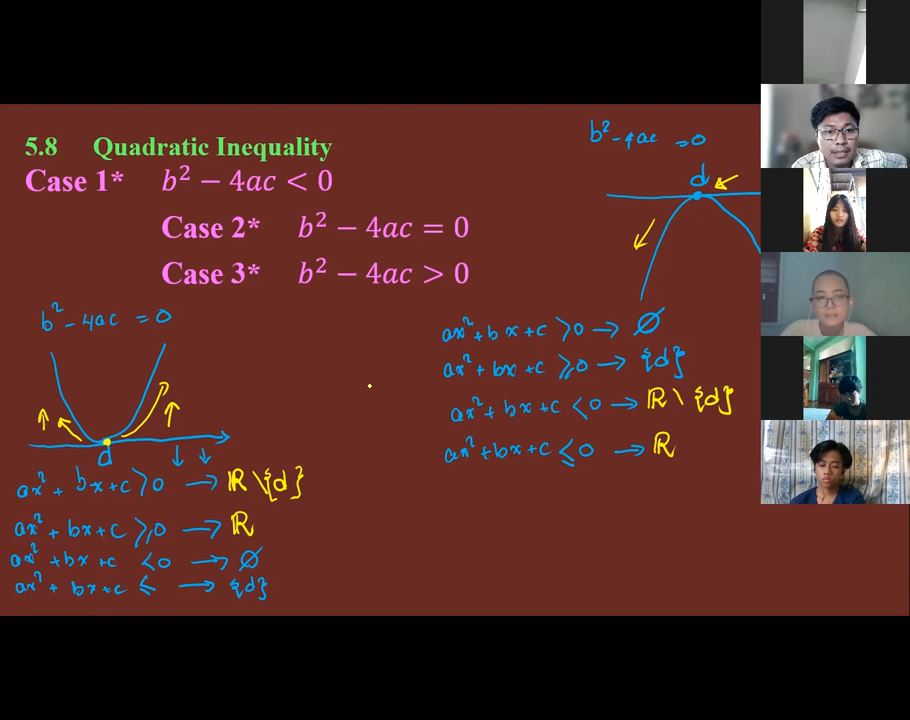 5.8 Quadratic Inequality
Case 1* b² − 4ac < 0
Case 2* b² − 4ac = 0
Case 3* b² − 4ac > 0
b² - 4ac = 0
d
ax² + bx + c > 0 → ℝ \ {d}
ax² + bx + c ≥ 0 → ℝ
ax² + bx + c < 0 → ∅
ax² + bx + c ≤ → {d}
b² - 4ac = 0
d
ax² + bx + c > 0 → ∅
ax² + bx + c ≥ 0 → {d}
ax² + bx + c < 0 → ℝ \ {d}
ax² + bx + c ≤ 0 → ℝ